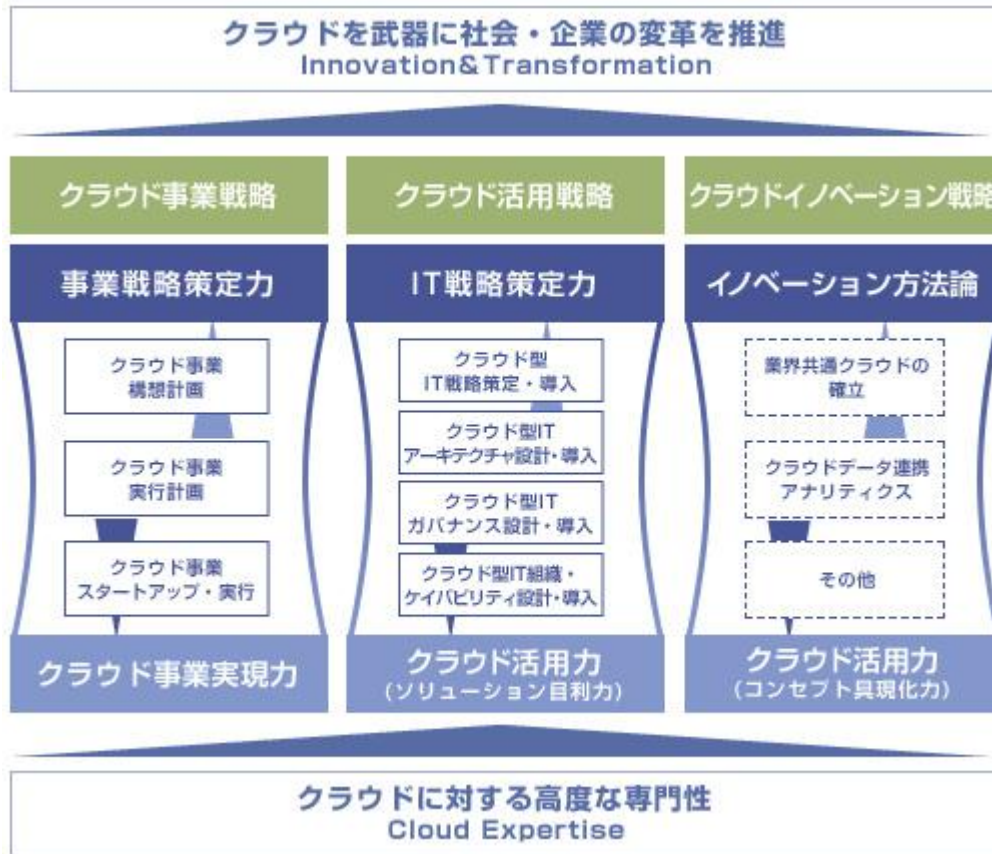 クラウドを武器に社会・企業の変革を推進
Innovation&Transformation
クラウド事業戦略
事業戦略策定力
クラウド事業
構想計画
クラウド事業
実行計画
クラウド事業
スタートアップ・実行
クラウド事業実現力
クラウド活用戦略
IT戦略策定力
クラウド型
IT戦略策定・導入
クラウド型IT
アーキテクチャ設計・導入
クラウド型IT
ガバナンス設計・導入
クラウド型IT組織・
ケイパビリティ設計・導入
クラウド活用力
(ソリューション目利力)
クラウドイノベーション戦略
イノベーション方法論
業界共通クラウドの
確立
クラウドデータ連携
アナリティクス
その他
クラウド活用力
(コンセプト具現化力)
クラウドに対する高度な専門性
Cloud Expertise